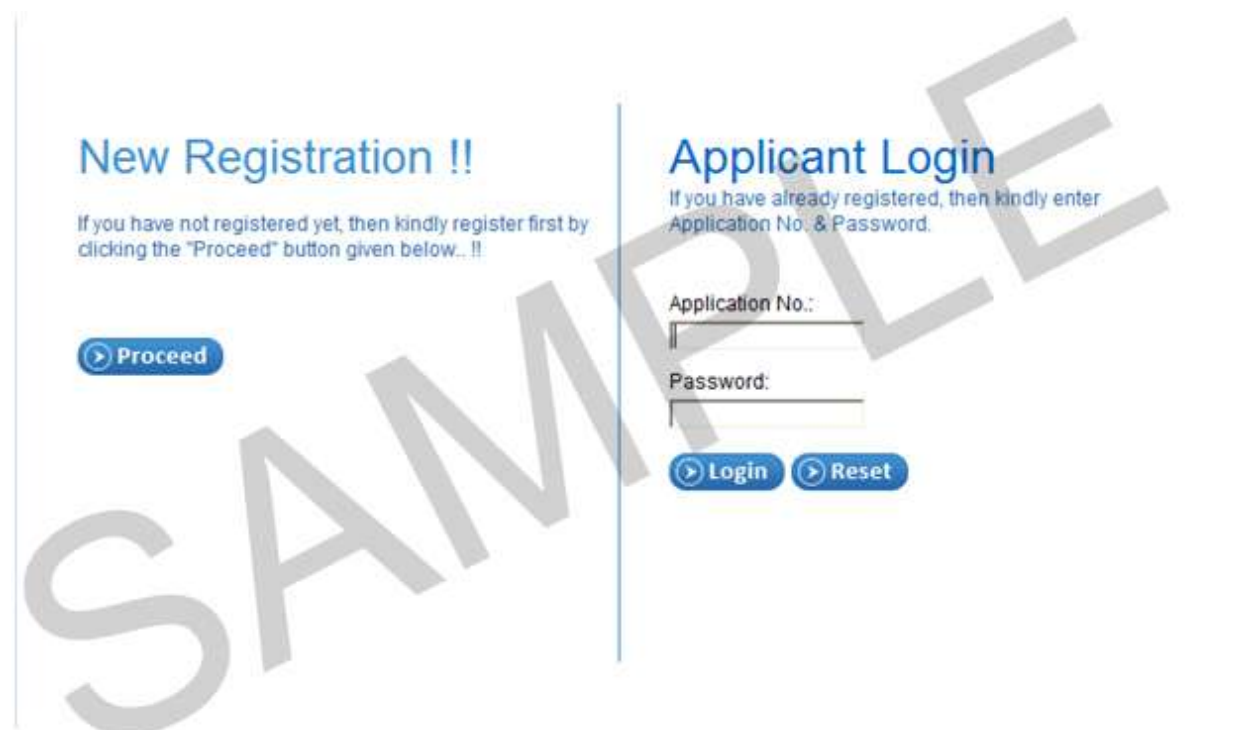 New Registration !!
If you have not registered yet, then kindly register first by
clicking the "Proceed" button given below.. !!
Proceed
Applicant Login
If you have already registered, then kindly enter
Application No. & Password.
Application No.:
Password:
Login Reset
SAMPLE